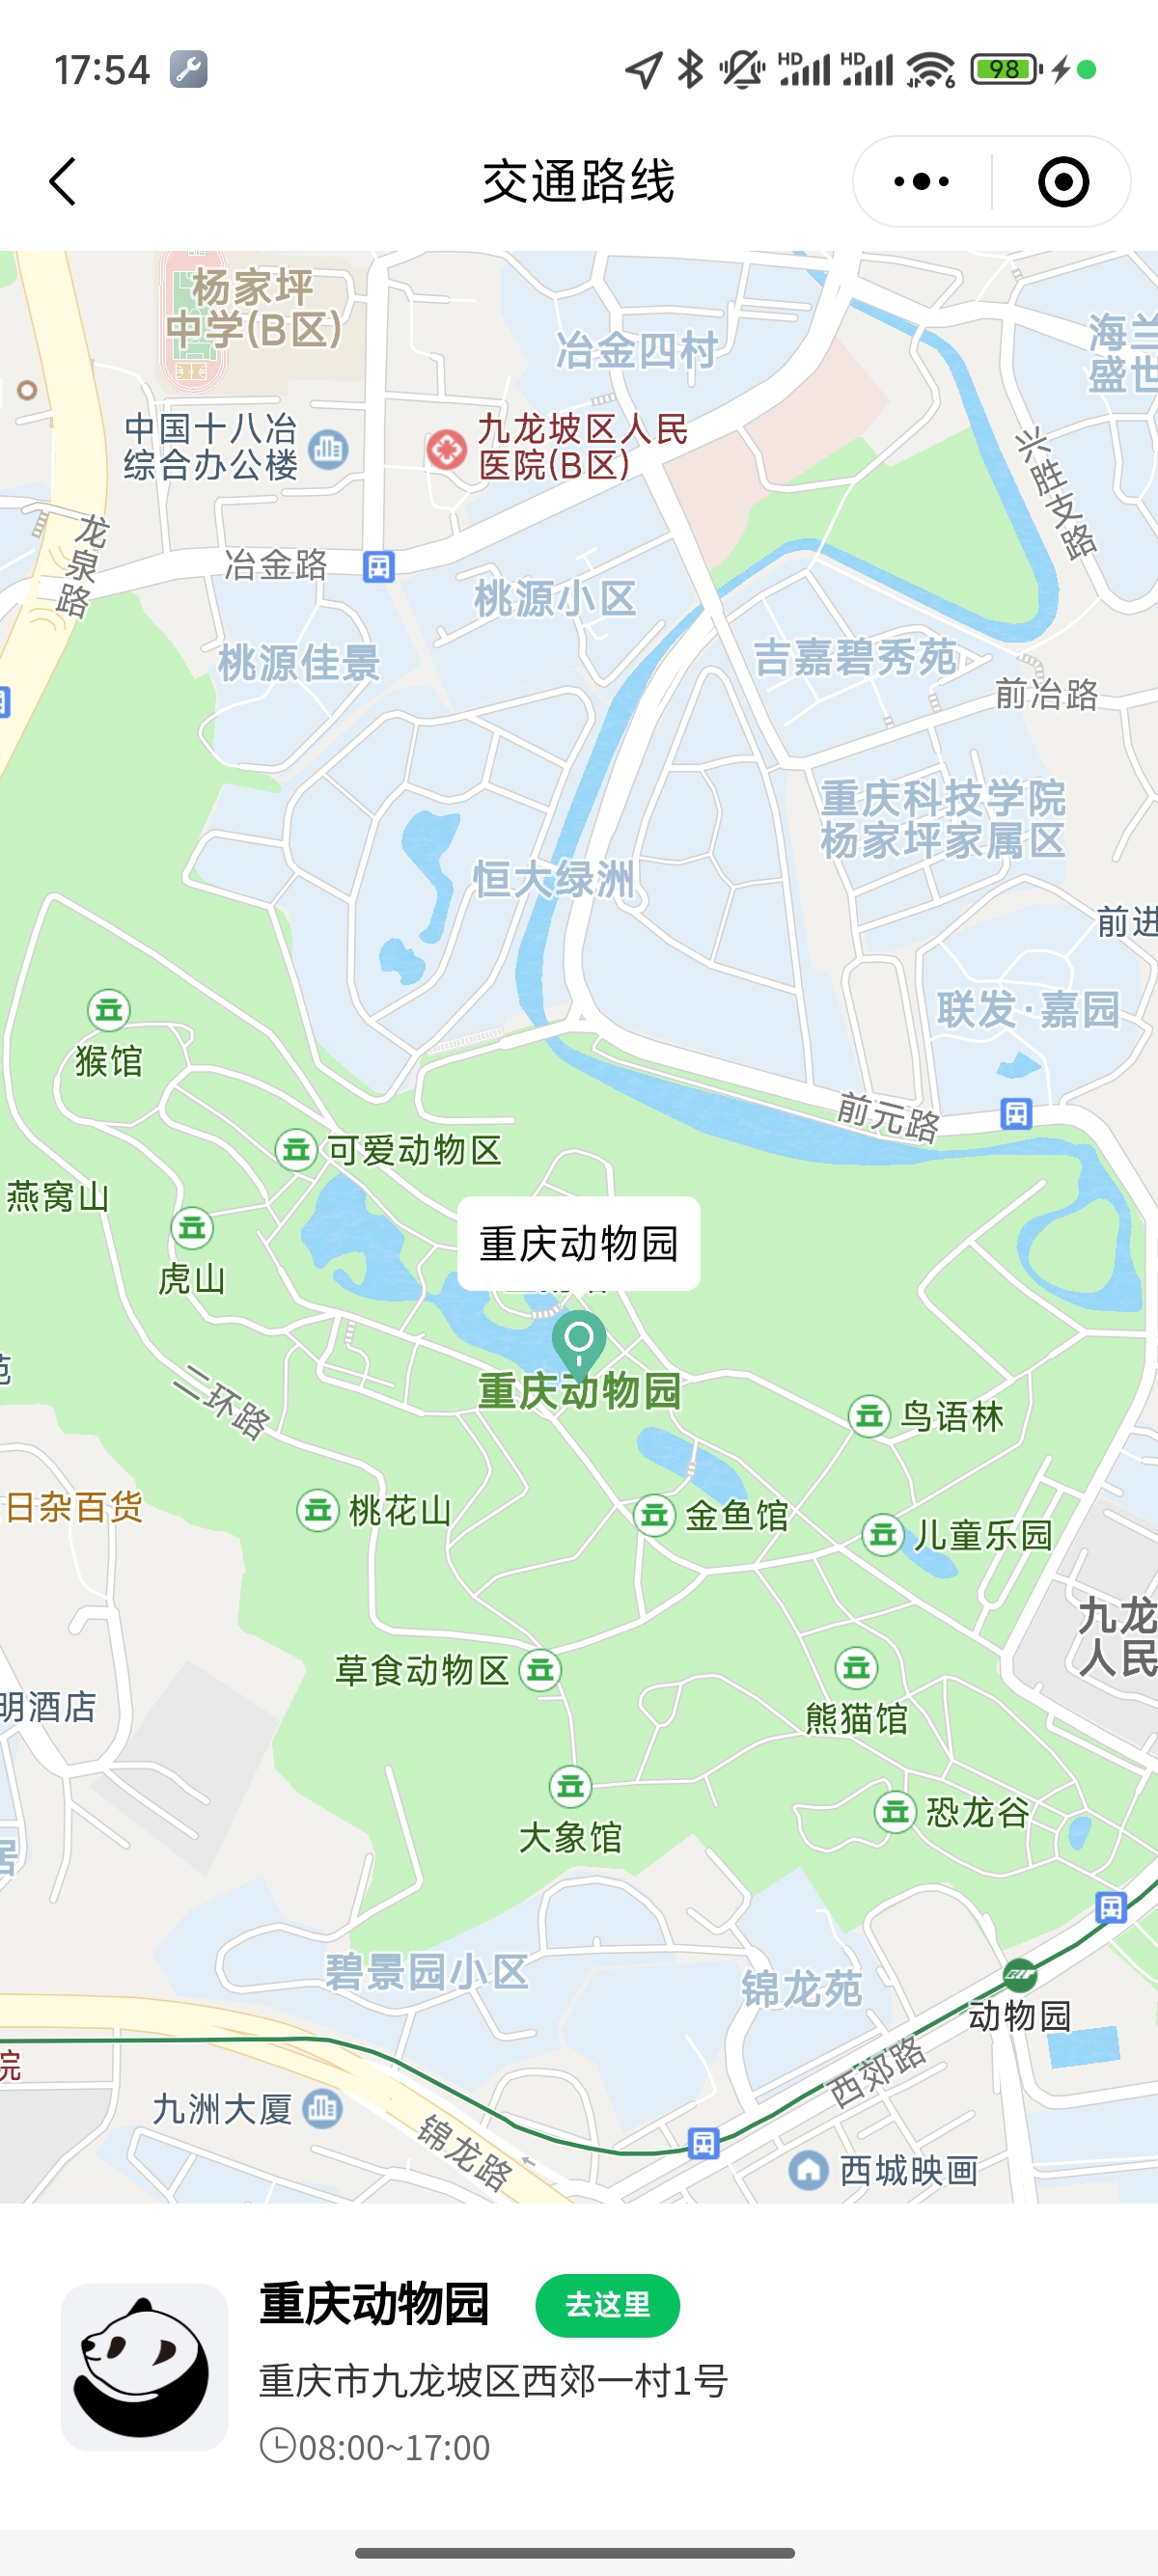 17:54
HD
HD
6
98
交通路线
杨家坪
中学(B区)
冶金四村
海兰
盛世
中国十八冶
综合办公楼
九龙坡区人民
医院(B区)
兴胜支路
龙泉路
冶金路
桃源小区
桃源佳景
吉嘉碧秀苑
前冶路
重庆科技学院
杨家坪家属区
恒大绿洲
前进
联发·嘉园
猴馆
前元路
可爱动物区
燕窝山
虎山
重庆动物园
重庆动物园
二环路
鸟语林
日杂百货
桃花山
金鱼馆
儿童乐园
九龙
人民
草食动物区
明酒店
熊猫馆
大象馆
恐龙谷
居
碧景园小区
锦龙苑
动物园
院
西郊路
九洲大厦
锦龙路
西城映画
重庆动物园
去这里
重庆市九龙坡区西郊一村1号
08:00~17:00